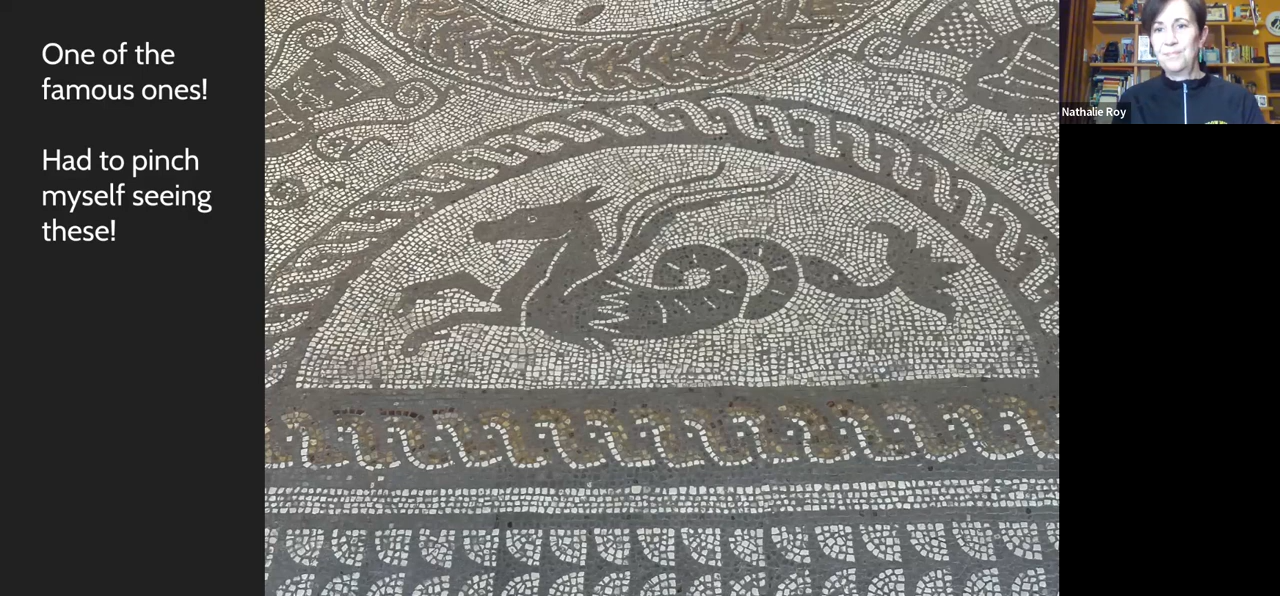 One of the
famous ones!
Had to pinch
myself seeing
these!
Nathalie Roy